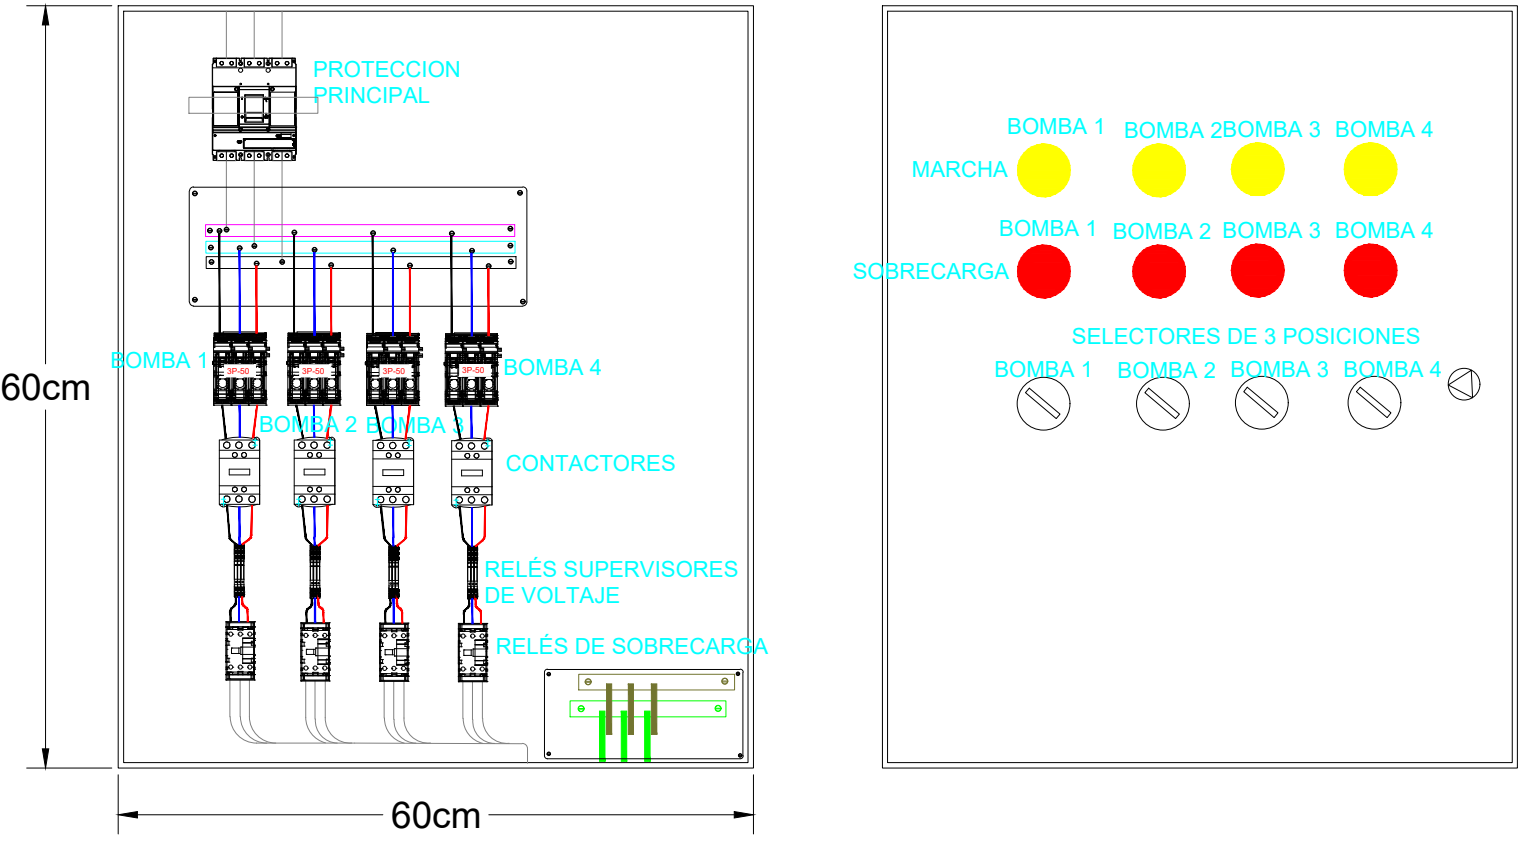 PROTECCION
PRINCIPAL
BOMBA 1
3P-50
3P-50
3P-50
3P-50
BOMBA 4
60cm
BOMBA 2
BOMBA 3
CONTACTORES
RELÉS SUPERVISORES
DE VOLTAJE
RELÉS DE SOBRECARGA
60cm
BOMBA 1
BOMBA 2
BOMBA 3
BOMBA 4
MARCHA
BOMBA 1
BOMBA 2
BOMBA 3
BOMBA 4
SOBRECARGA
SELECTORES DE 3 POSICIONES
BOMBA 1
BOMBA 2
BOMBA 3
BOMBA 4